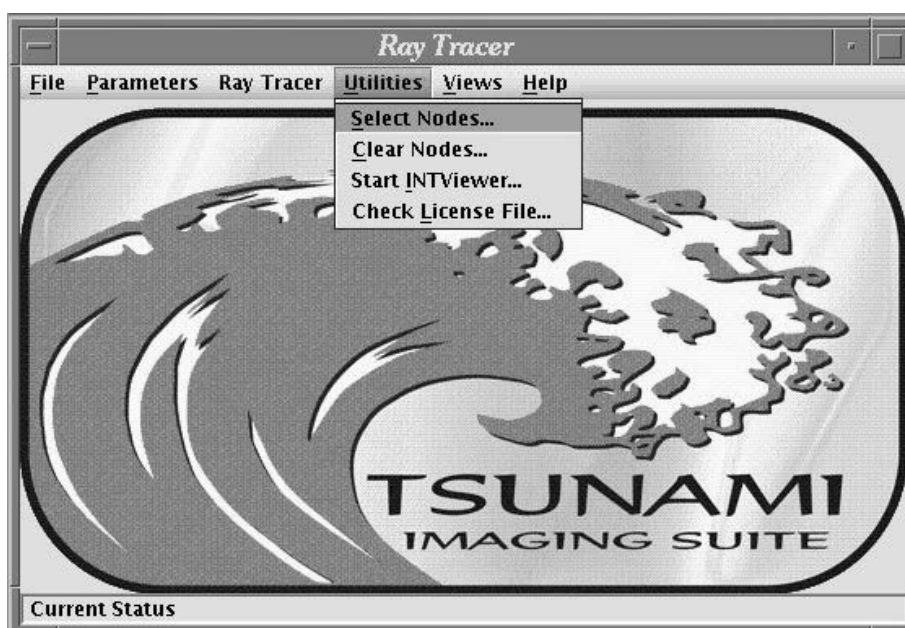 Ray Tracer
File Parameters Ray Tracer Utilities Views Help
Select Nodes...
Clear Nodes...
Start INTViewer...
Check License File...
TSUNAMI
IMAGING SUITE
Current Status